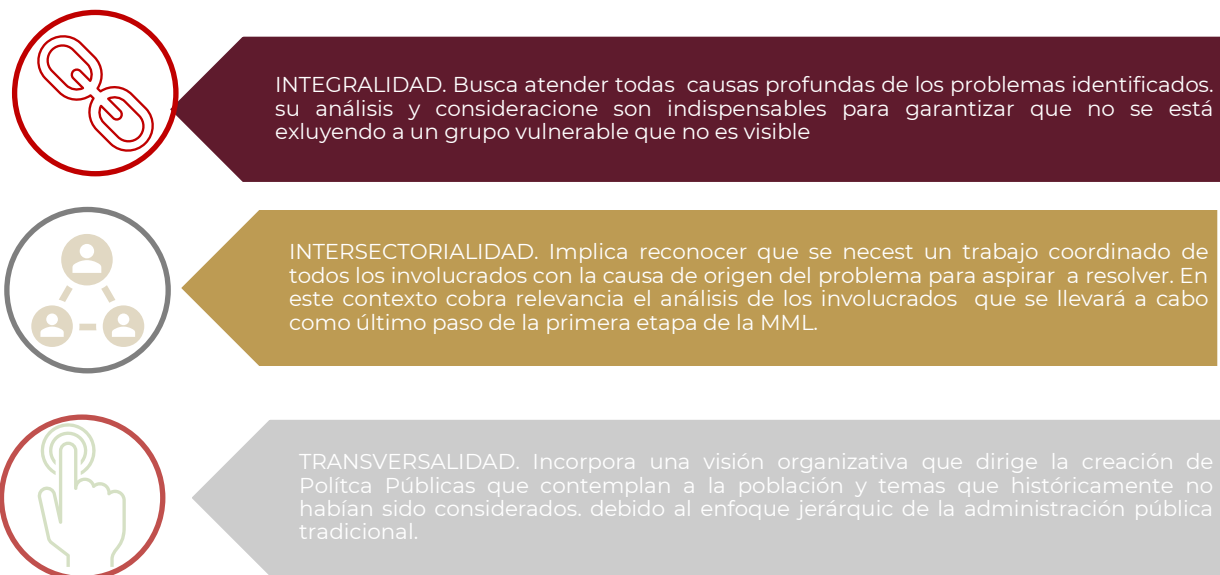 INTEGRALIDAD. Busca atender todas causas profundas de los problemas identificados.
su análisis y consideracione son indispensables para garantizar que no se está
exluyendo a un grupo vulnerable que no es visible
INTERSECTORIALIDAD. Implica reconocer que se necest un trabajo coordinado de
todos los involucrados con la causa de origen del problema para aspirar a resolver. En
este contexto cobra relevancia el análisis de los involucrados que se llevará a cabo
como último paso de la primera etapa de la MML.
TRANSVERSALIDAD. Incorpora una visión organizativa que dirige la creación de
Polítca Públicas que contemplan a la población y temas que históricamente no
habían sido considerados. debido al enfoque jerárquic de la administración pública
tradicional.